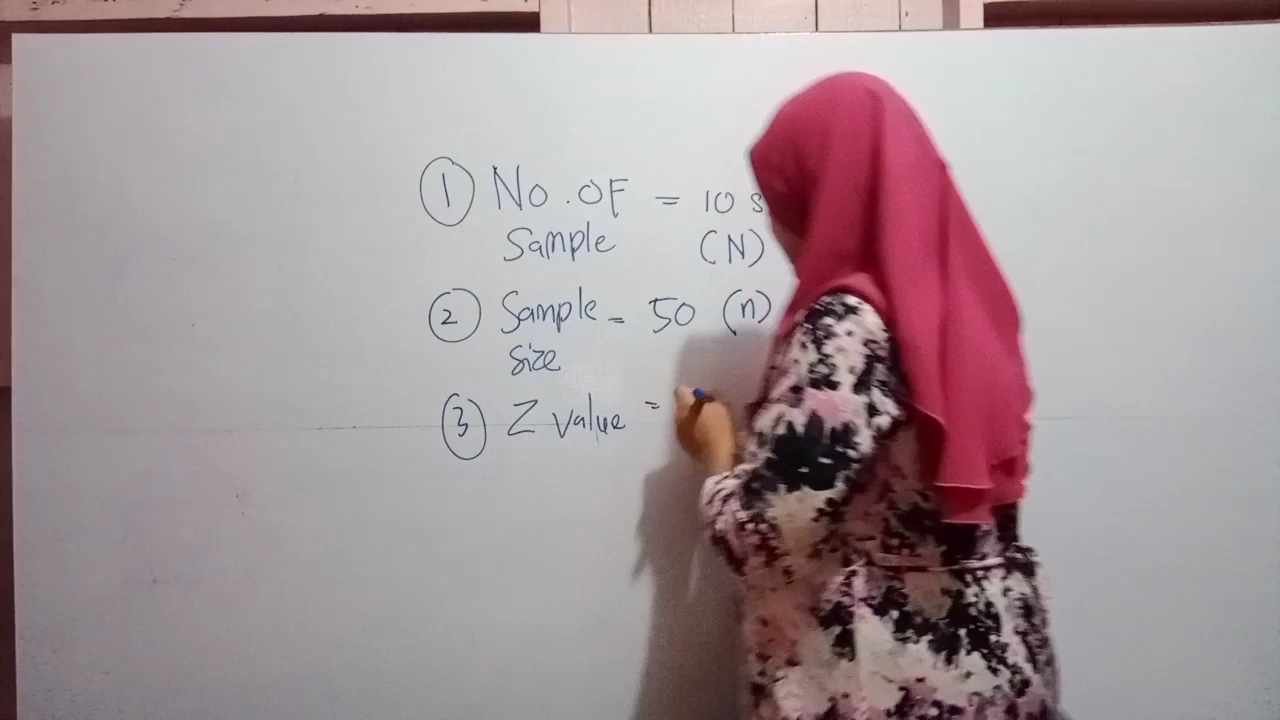 ① No. OF = 10
Sample (N)
② Sample = 50 (n)
size
③ Z value =